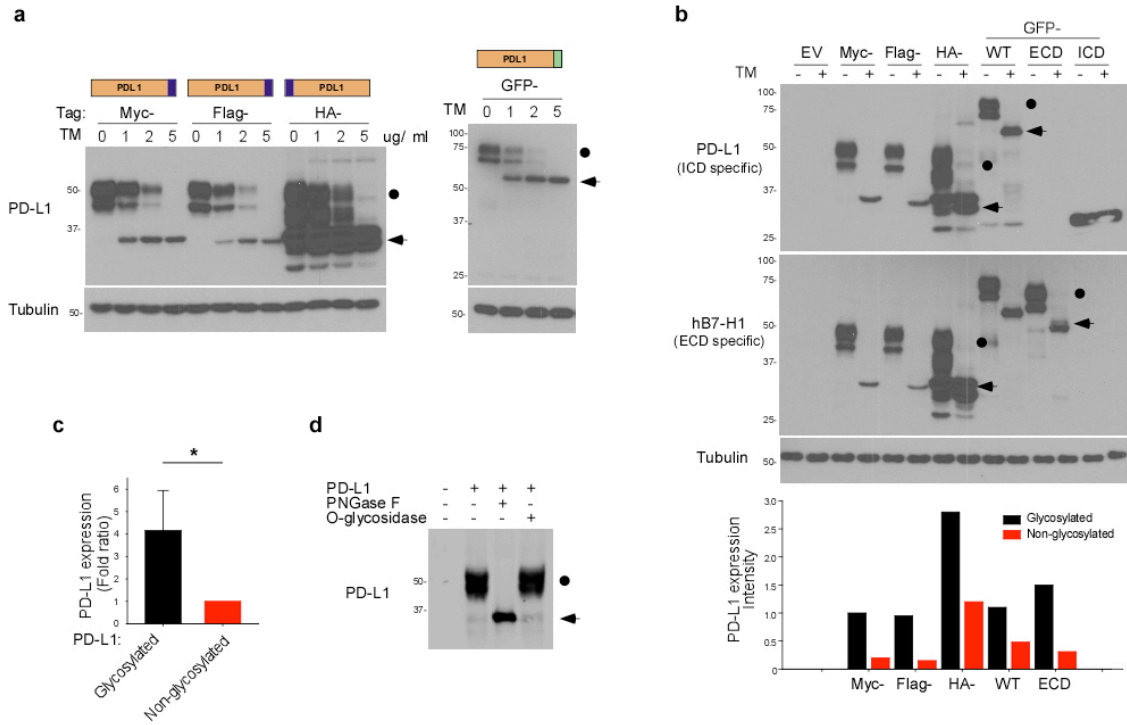 a
PDL1 PDL1 PDL1
Tag: Myc- Flag- HA-
TM 0 1 2 5 0 1 2 5 0 1 2 5 ug/ ml
PD-L1
50-
37-
Tubulin
50-
PDL1
GFP-
0 1 2 5
100-
75-
50-
37-
25-
50-
b
GFP-
EV Myc- Flag- HA- WT ECD ICD
TM - + - + - + - + - + - + - +
100-
75-
PD-L1
(ICD specific)
50-
37-
25-
100-
75-
hB7-H1
(ECD specific)
50-
37-
25-
Tubulin
50-
3.0
2.5
2.0
1.5
1.0
0.5
0
PD-L1 expression
Intensity
Glycosylated
Non-glycosylated
Myc- Flag- HA- WT ECD
c
*
6
5
4
3
2
1
0
PD-L1 expression
(Fold ratio)
PD-L1:
Glycosylated
Non-glycosylated
d
PD-L1 - + + +
PNGase F - - + -
O-glycosidase - - - +
PD-L1
50-
37-